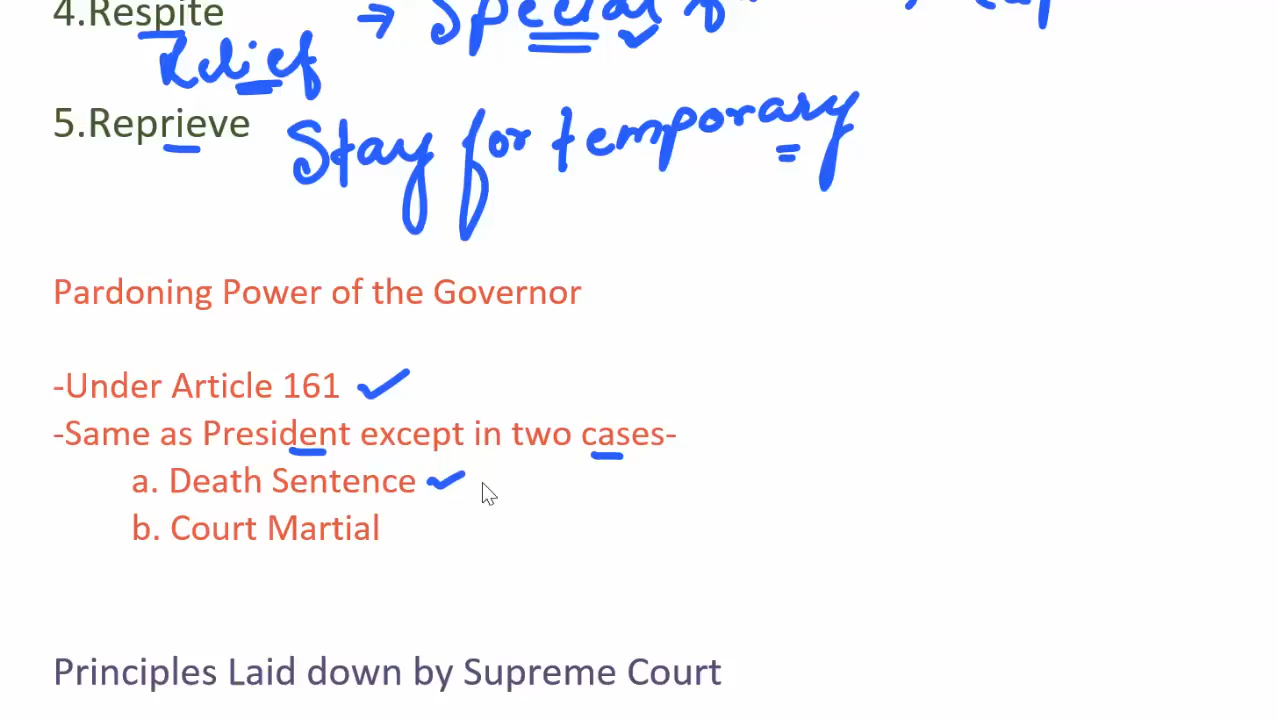 4.Respite → Special
Relief
5.Reprieve Stay for temporary
Pardoning Power of the Governor
-Under Article 161
-Same as President except in two cases-
a. Death Sentence
b. Court Martial
Principles Laid down by Supreme Court